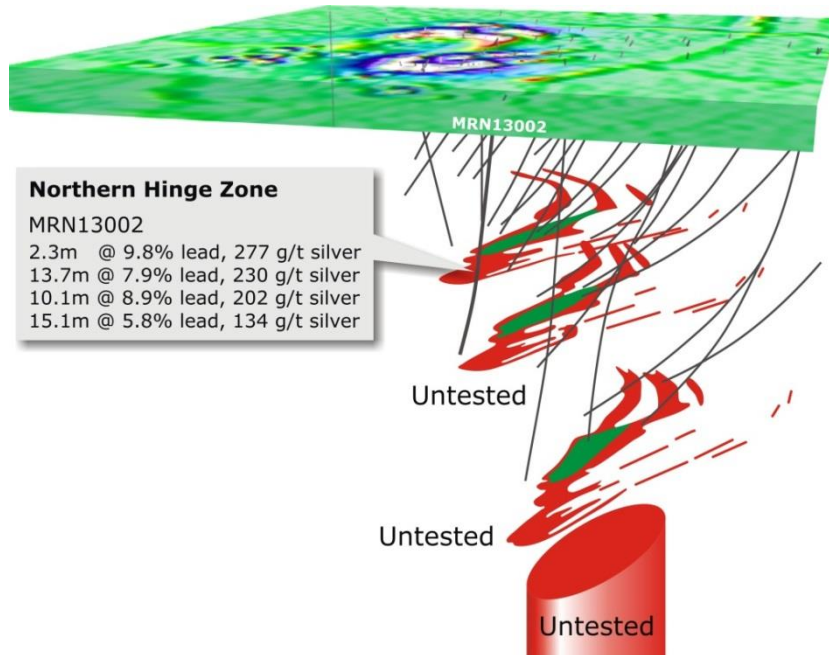 MRN13002
Northern Hinge Zone
MRN13002
2.3m @ 9.8% lead, 277 g/t silver
13.7m @ 7.9% lead, 230 g/t silver
10.1m @ 8.9% lead, 202 g/t silver
15.1m @ 5.8% lead, 134 g/t silver
Untested
Untested
Untested